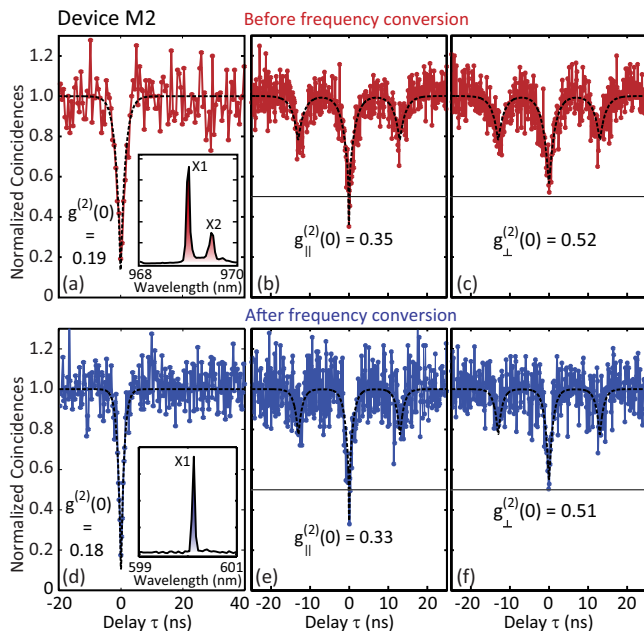 Device M2
Before frequency conversion
Normalized Coincidences
1.2
1.0
0.8
0.6
0.4
0.2
0
g(2)(0)
=
0.19
X1
X2
968
970
Wavelength (nm)
(a)
g||(2)(0) = 0.35
(b)
g⊥(2)(0) = 0.52
(c)
After frequency conversion
Normalized Coincidences
1.2
1.0
0.8
0.6
0.4
0.2
0
g(2)(0)
=
0.18
X1
599
601
Wavelength (nm)
(d)
g||(2)(0) = 0.33
(e)
g⊥(2)(0) = 0.51
(f)
-20 0 20 40
-20 -10 0 10 20
-20 -10 0 10 20
Delay τ (ns)
Delay τ (ns)
Delay τ (ns)